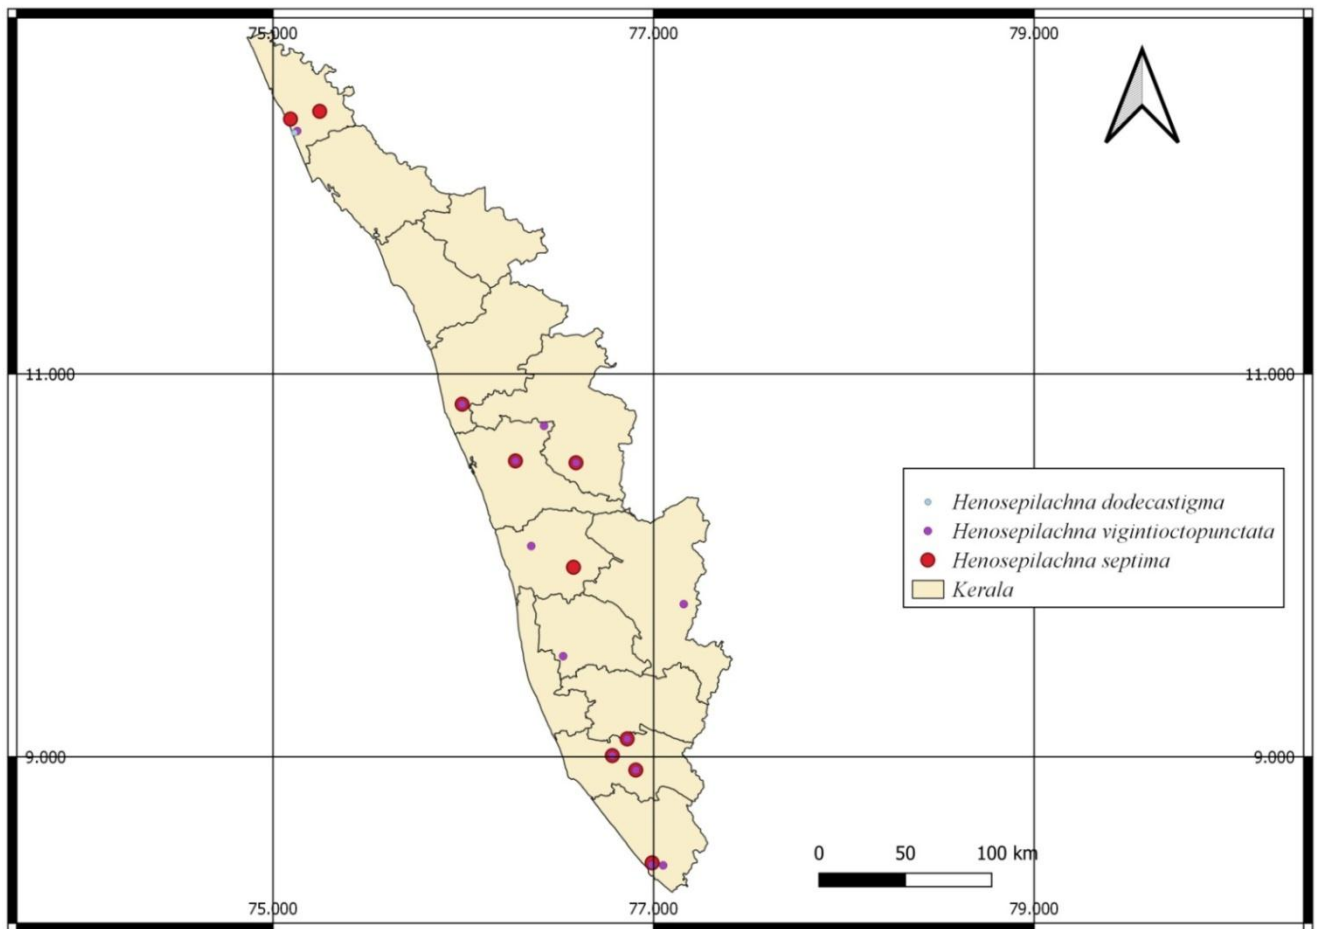 75.000 77.000 79.000
11.000 11.000
Henosepilachna dodecastigma
Henosepilachna vigintioctopunctata
Henosepilachna septima
Kerala
9.000 9.000
0 50 100 km
75.000 77.000 79.000